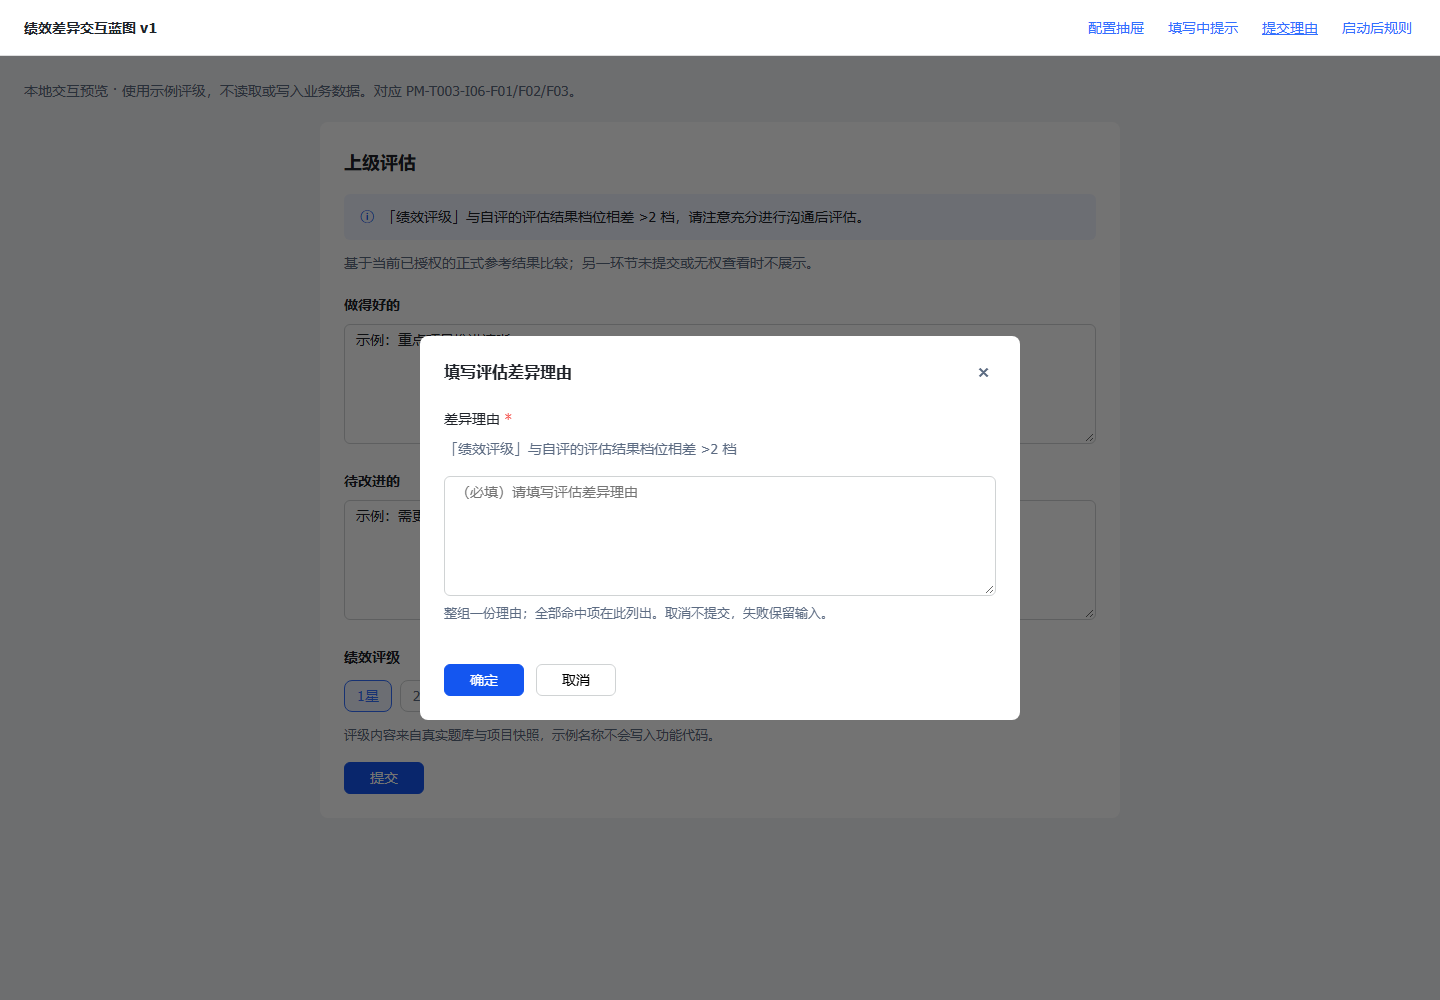 绩效差异交互蓝图 v1
配置抽屉 填写中提示 提交理由 启动后规则
本地交互预览 · 使用示例评级，不读取或写入业务数据。对应 PM-T003-I06-F01/F02/F03。
上级评估
「绩效评级」与自评的评估结果档位相差 >2 档，请注意充分进行沟通后评估。
基于当前已授权的正式参考结果比较；另一环节未提交或无权查看时不展示。
做得好的
示例：重点
填写评估差异理由
×
差异理由 *
「绩效评级」与自评的评估结果档位相差 >2 档
（必填）请填写评估差异理由
整组一份理由；全部命中项在此列出。取消不提交，失败保留输入。
确定 取消
待改进的
示例：需更
绩效评级
1星 2
评级内容来自真实题库与项目快照，示例名称不会写入功能代码。
提交